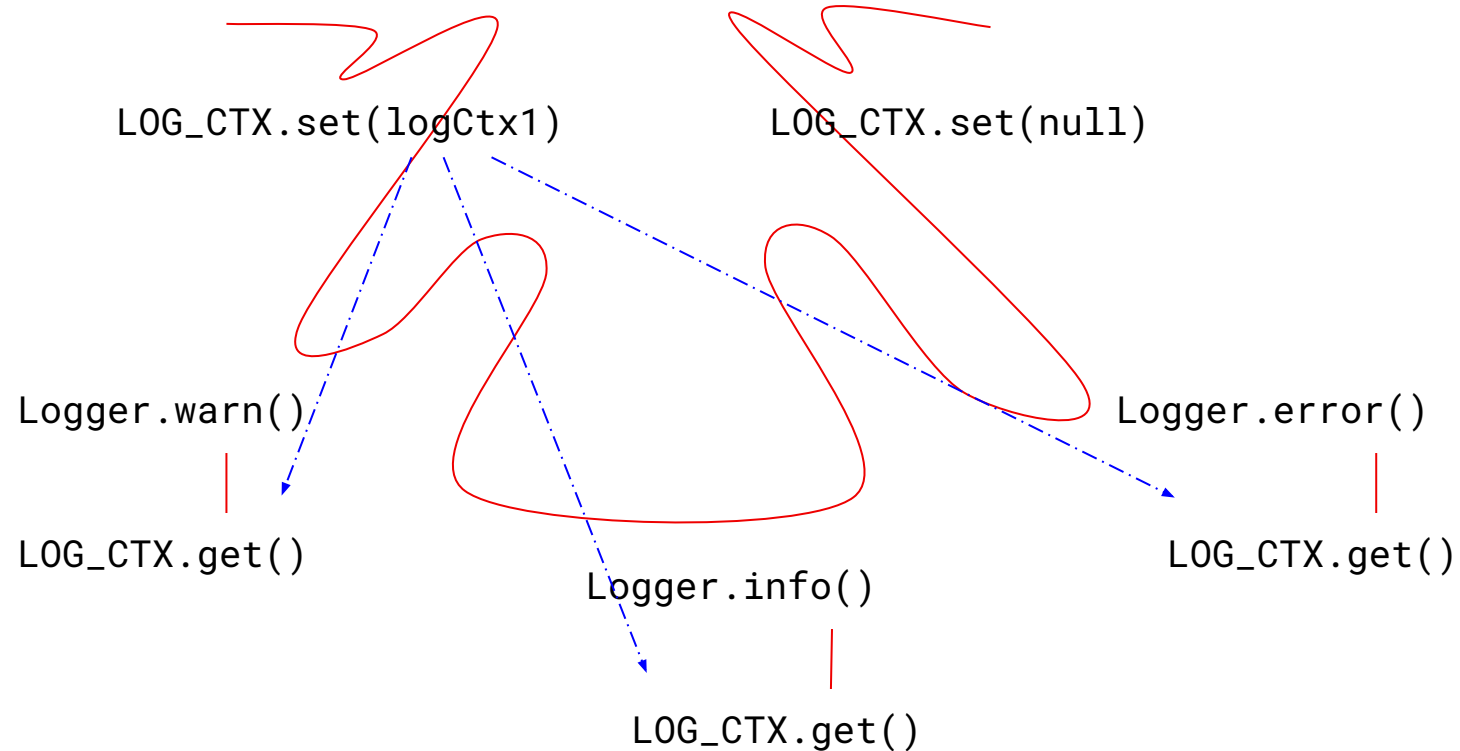 LOG_CTX.set(logCtx1)
LOG_CTX.set(null)
Logger.warn()
Logger.error()
LOG_CTX.get()
LOG_CTX.get()
Logger.info()
LOG_CTX.get()